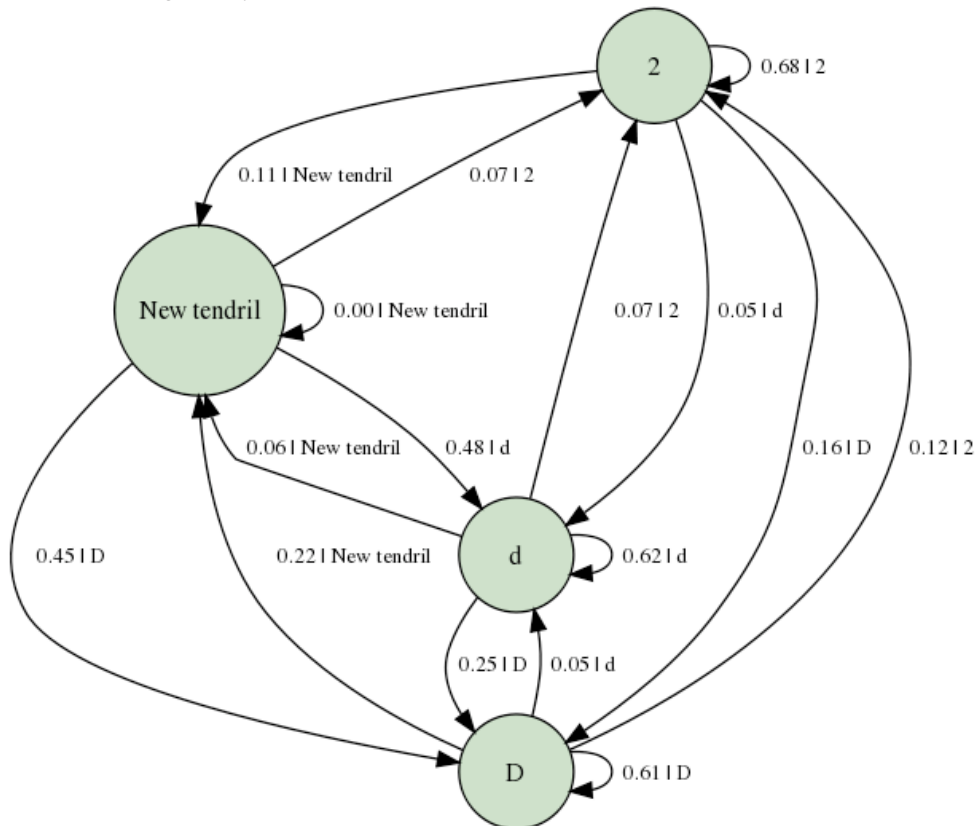 2
0.68 | 2
0.11 | New tendril
0.07 | 2
New tendril
0.00 | New tendril
0.07 | 2
0.05 | d
0.06 | New tendril
0.48 | d
0.16 | D
0.12 | 2
0.45 | D
0.22 | New tendril
d
0.62 | d
0.25 | D
0.05 | d
D
0.61 | D